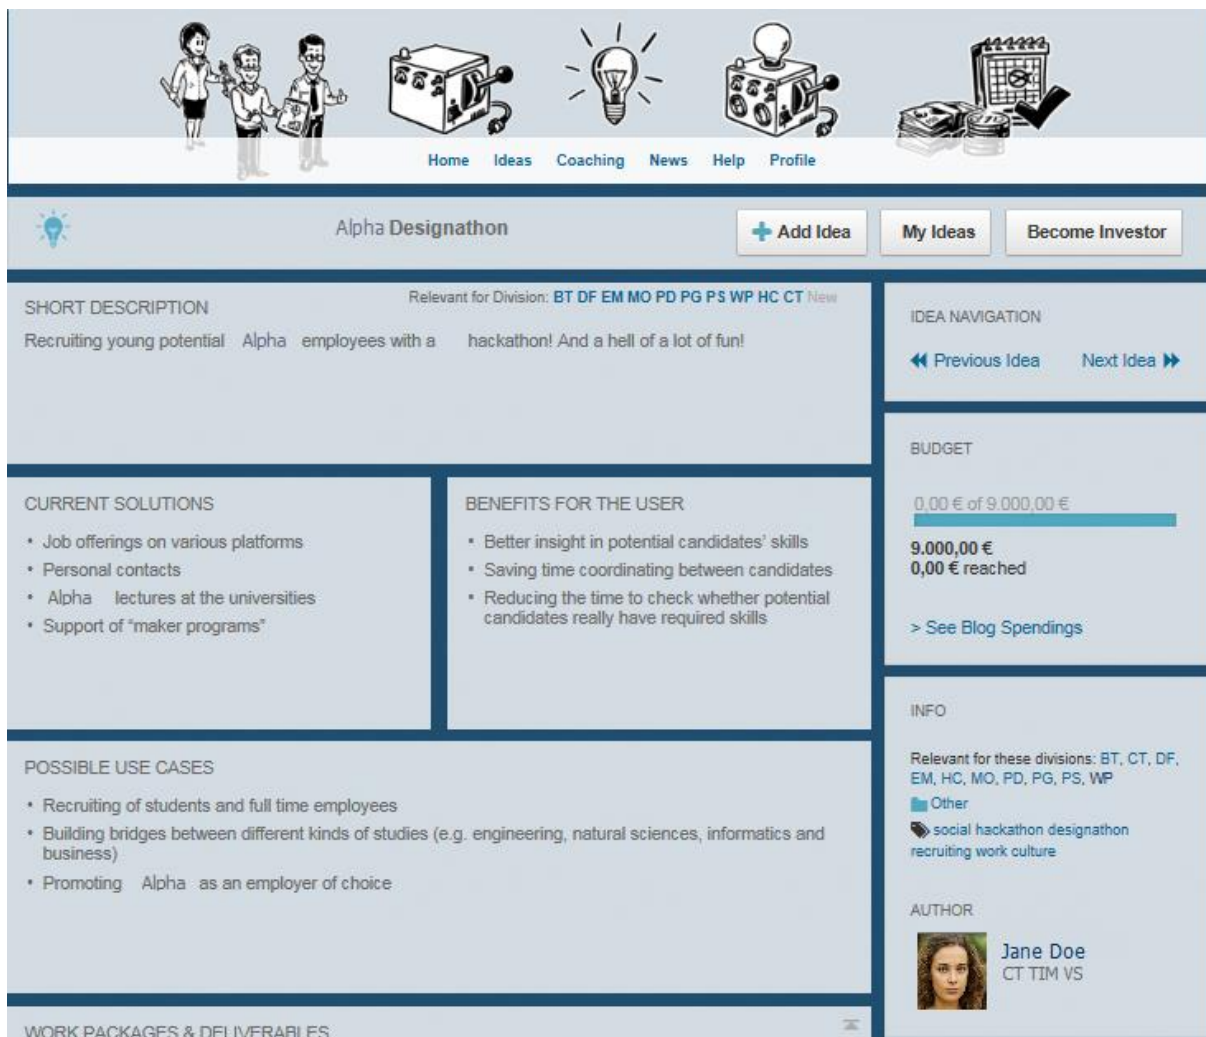 Home Ideas Coaching News Help Profile
Alpha Designathon
Add Idea
My Ideas
Become Investor
SHORT DESCRIPTION
Relevant for Division: BT DF EM MO PD PG PS WP HC CT New
Recruiting young potential Alpha employees with a hackathon! And a hell of a lot of fun!
CURRENT SOLUTIONS
• Job offerings on various platforms
• Personal contacts
• Alpha lectures at the universities
• Support of “maker programs”
BENEFITS FOR THE USER
• Better insight in potential candidates’ skills
• Saving time coordinating between candidates
• Reducing the time to check whether potential
candidates really have required skills
POSSIBLE USE CASES
• Recruiting of students and full time employees
• Building bridges between different kinds of studies (e.g. engineering, natural sciences, informatics and
business)
• Promoting Alpha as an employer of choice
WORK PACKAGES & DELIVERABLES
IDEA NAVIGATION
Previous Idea Next Idea
BUDGET
0,00 € of 9.000,00 €
9.000,00 €
0,00 € reached
> See Blog Spendings
INFO
Relevant for these divisions: BT, CT, DF,
EM, HC, MO, PD, PG, PS, WP
Other
social hackathon designathon
recruiting work culture
AUTHOR
Jane Doe
CT TIM VS